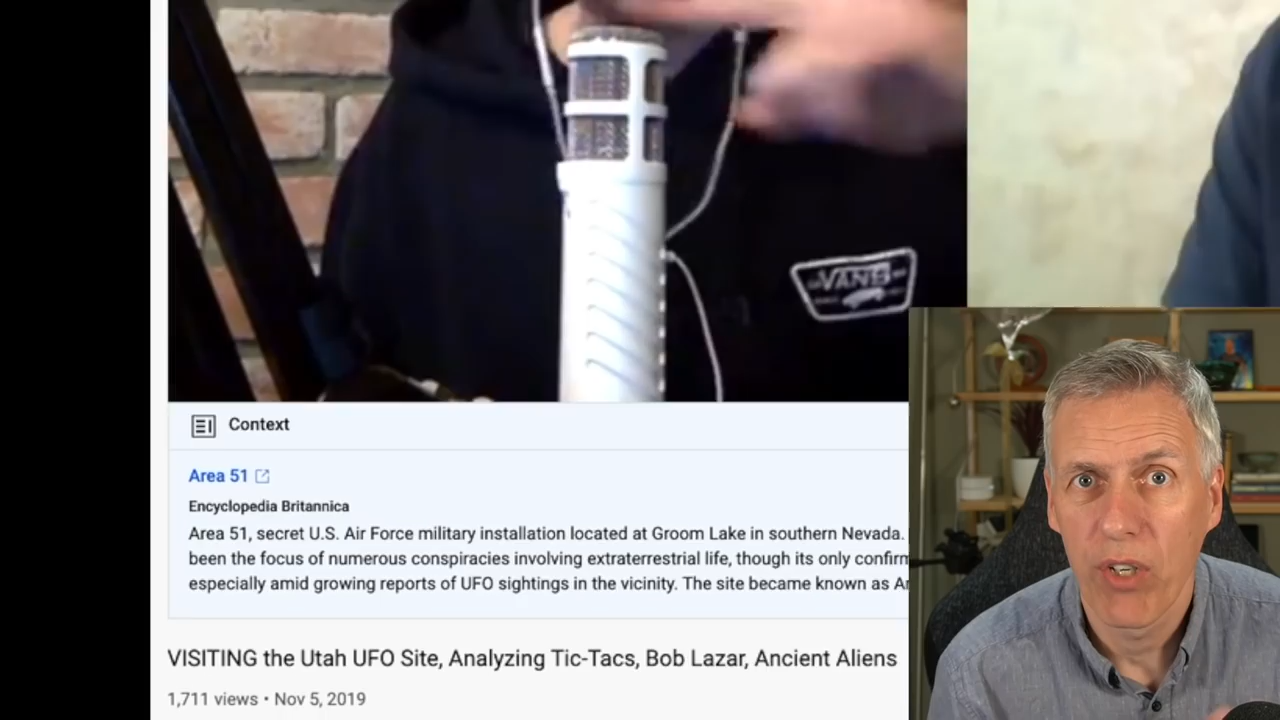 VANS
Context
Area 51
Encyclopedia Britannica
Area 51, secret U.S. Air Force military installation located at Groom Lake in southern Nevada.
been the focus of numerous conspiracies involving extraterrestrial life, though its only confirm
especially amid growing reports of UFO sightings in the vicinity. The site became known as Ar
VISITING the Utah UFO Site, Analyzing Tic-Tacs, Bob Lazar, Ancient Aliens
1,711 views • Nov 5, 2019